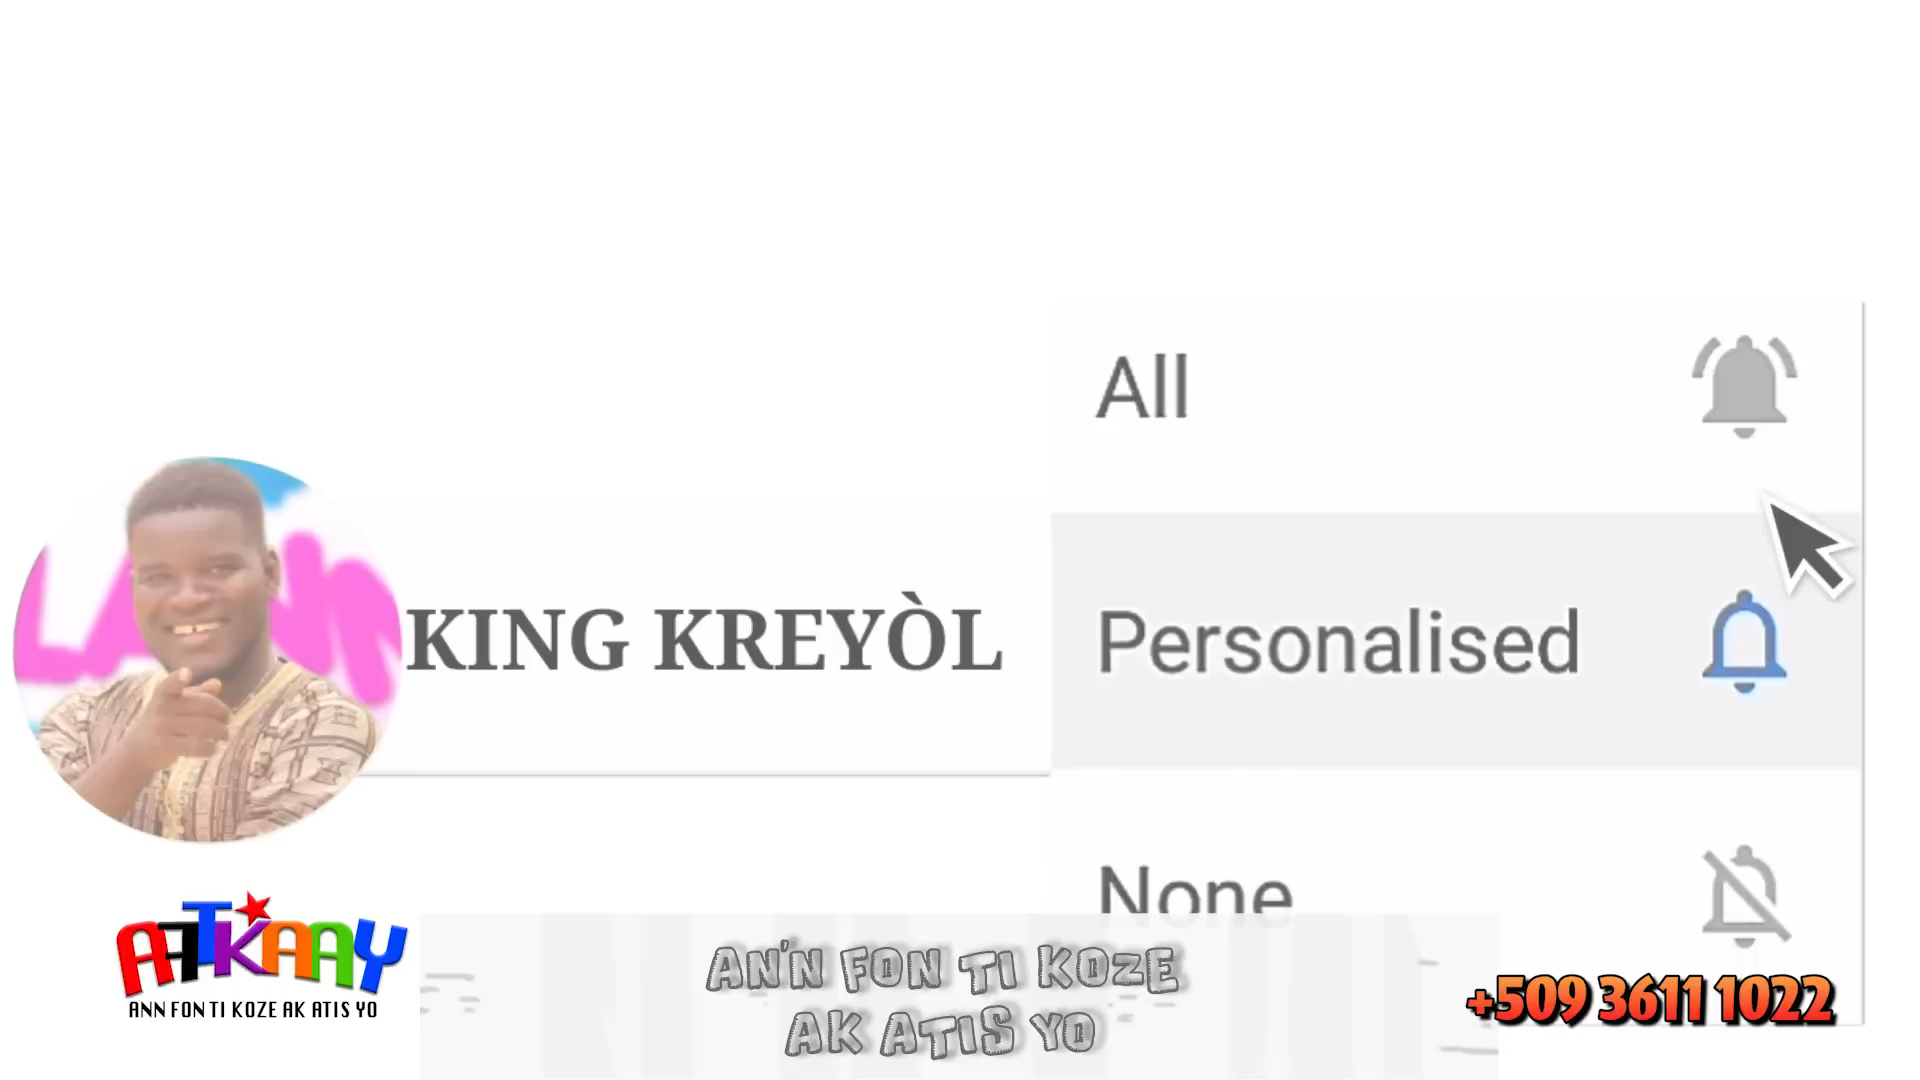 All
KING KREYÒL
Personalised
None
AFTKAAY
ANN FON TI KOZE AK ATIS YO
AN'N FON TI KOZE
AK ATIS YO
+509 3611 1022